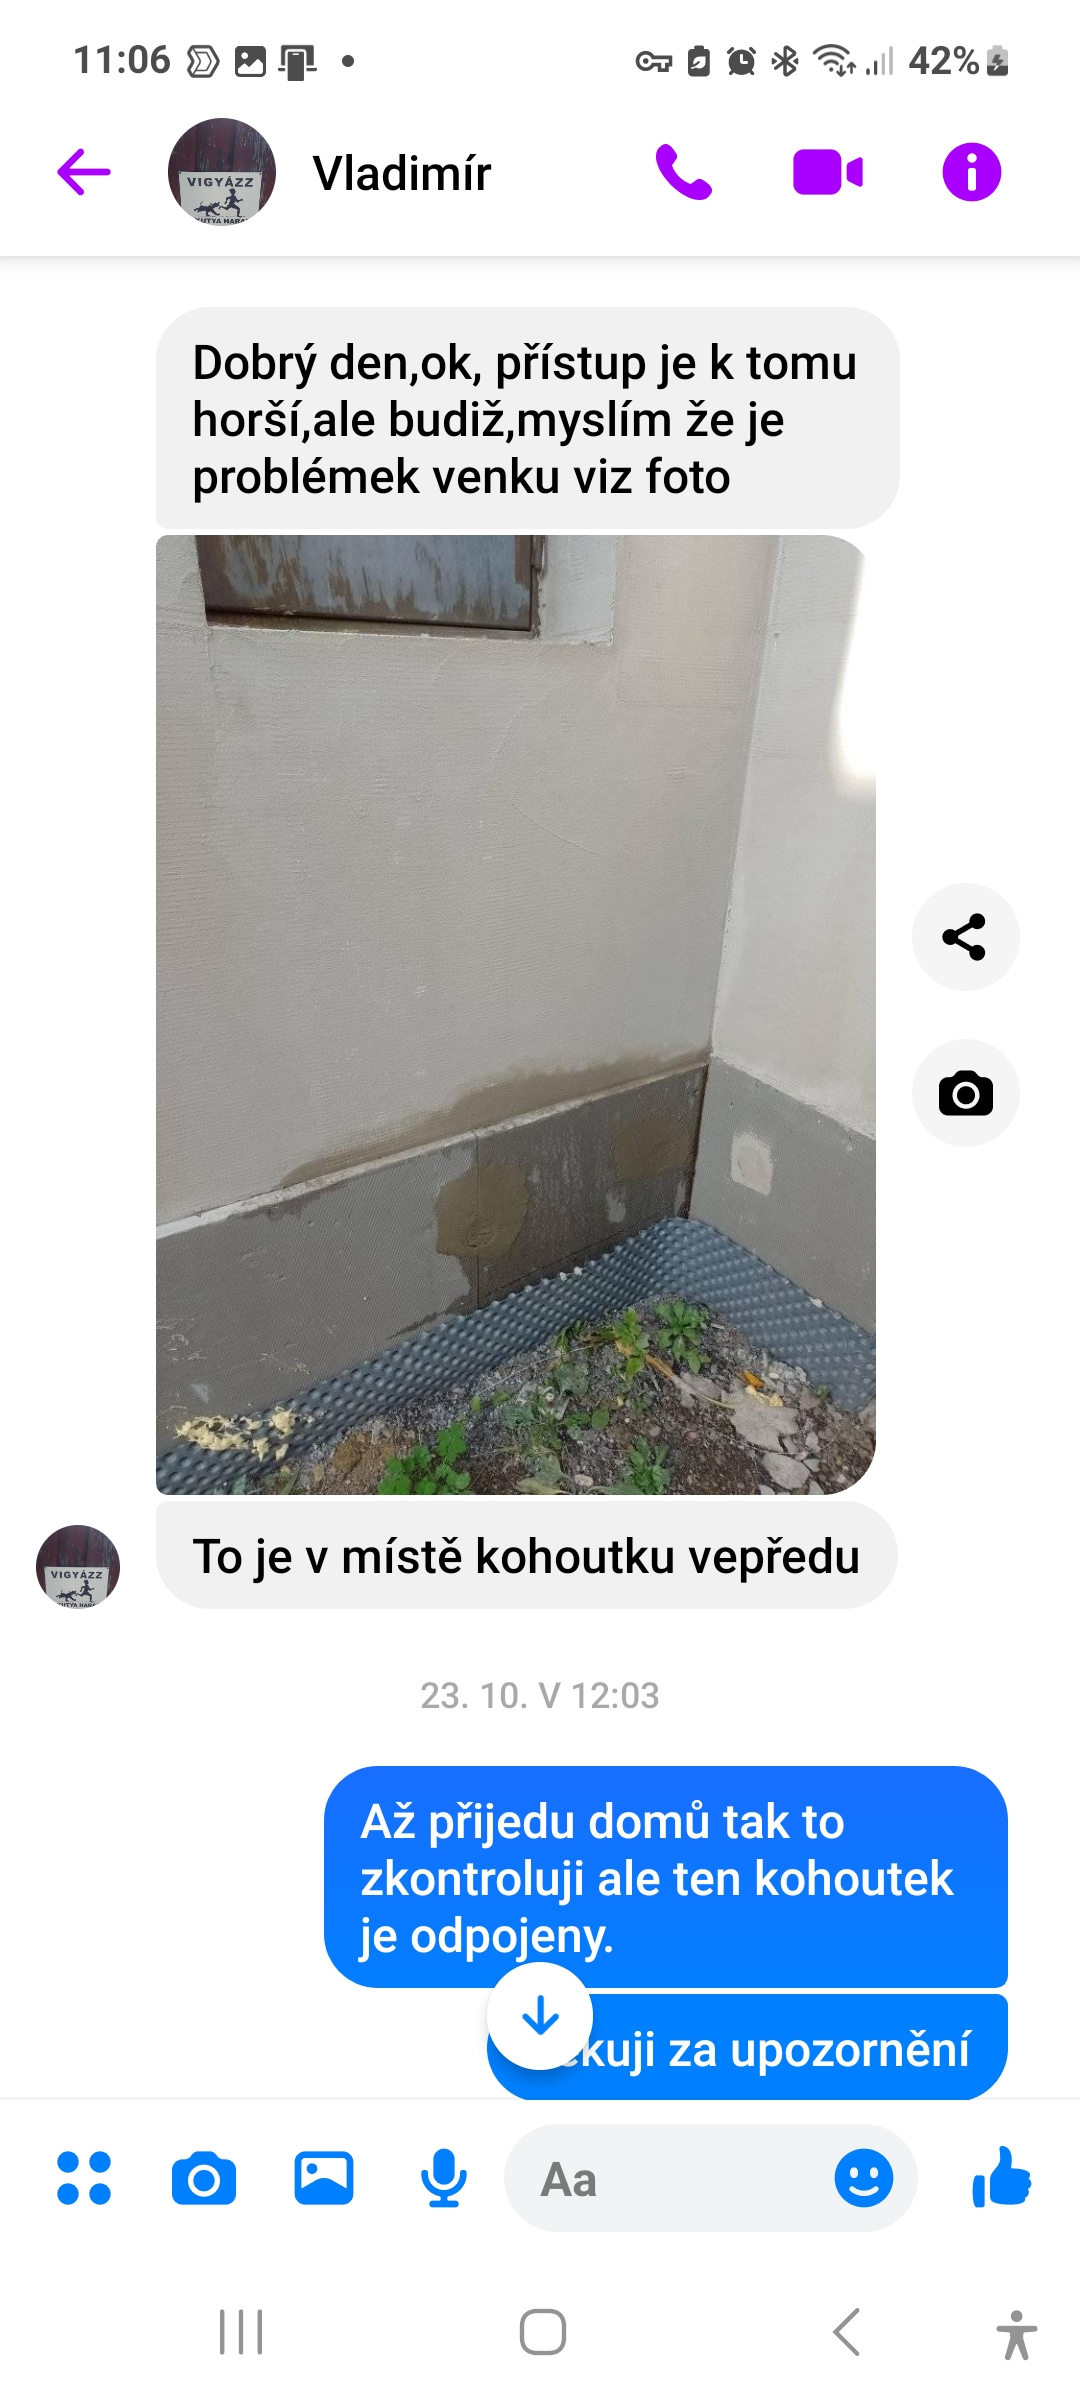 11:06
42%
VIGYÁZZ
Vladimír
Dobrý den,ok, přístup je k tomu
horší,ale budiž,myslím že je
problémek venku viz foto
To je v místě kohoutku vepředu
VIGYÁZZ
23. 10. V 12:03
Až přijedu domů tak to
zkontroluji ale ten kohoutek
je odpojeny.
za upozornění
Aa